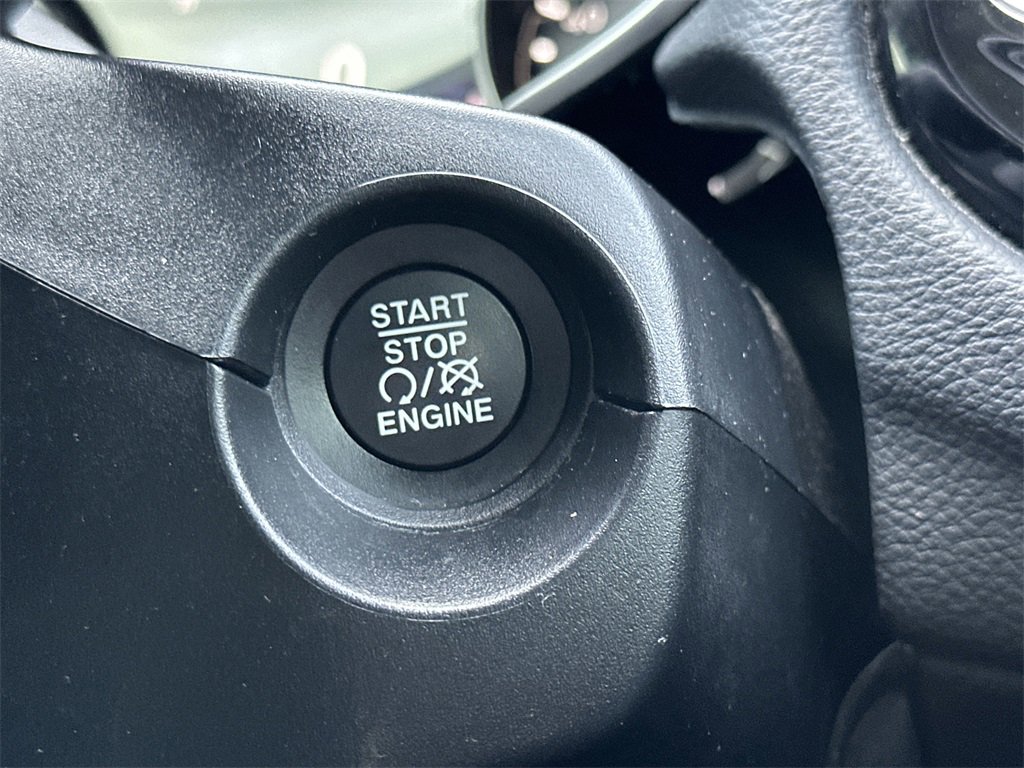 START
STOP
/
ENGINE